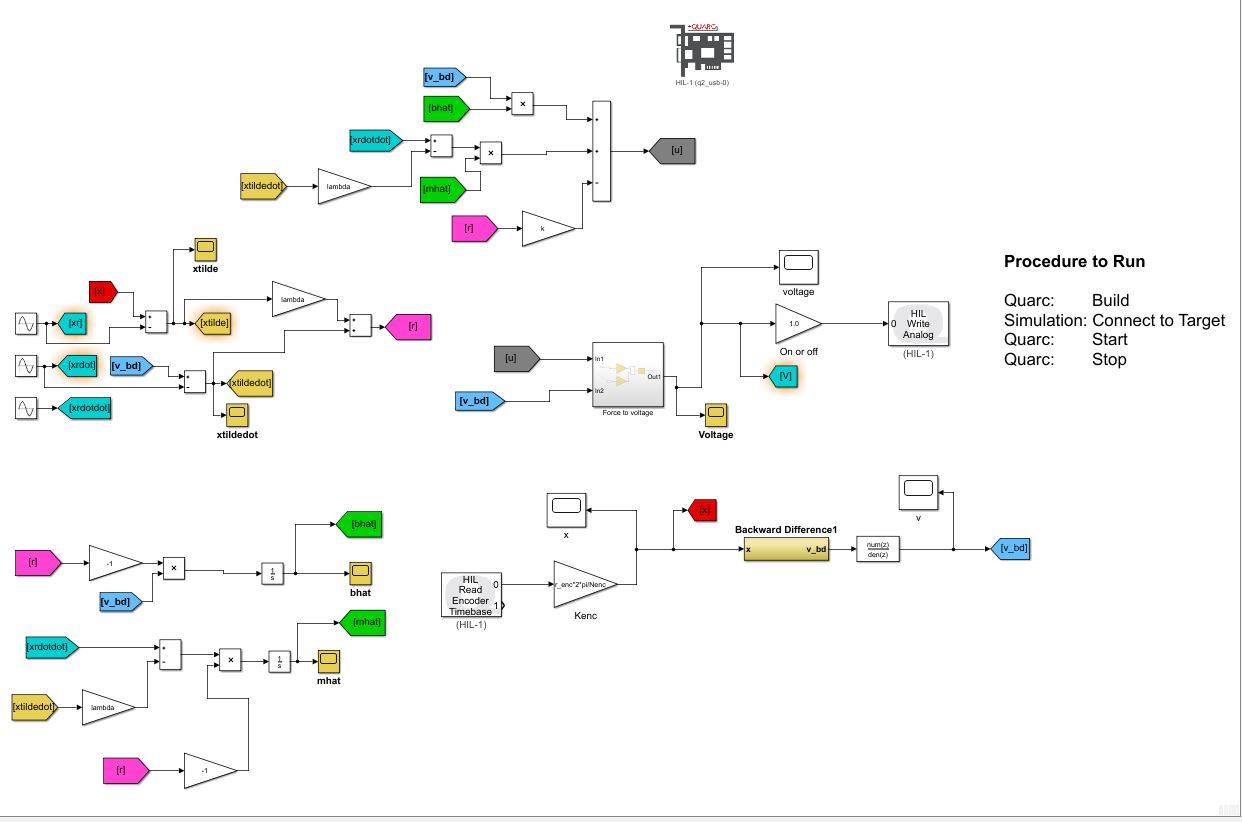 QUARC
HIL-1 (q2_usb-0)
[v_bd]
[bhat]
×
[xrdotdot]
+
−
×
[xtildedot]
lambda
[mhat]
+
+
−
[u]
[r]
k
xtilde
[x]
[xr]
+
−
[xtilde]
lambda
+
+
[r]
[xrdot]
[v_bd]
+
−
[xtildedot]
[xrdotdot]
xtildedot
voltage
1.0
On or off
0
HIL
Write
Analog
(HIL-1)
[u]
[v_bd]
In1
In2
Out1
Force to voltage
[V]
Voltage
Procedure to Run
Quarc: Build
Simulation: Connect to Target
Quarc: Start
Quarc: Stop
[r]
-1
×
[v_bd]
1
s
[bhat]
bhat
[xrdotdot]
+
−
×
1
s
[mhat]
mhat
[xtildedot]
lambda
[r]
-1
x
[x]
HIL
Read
Encoder
Timebase
0
1
(HIL-1)
r_enc*2*pi/Nenc
Kenc
Backward Difference1
x v_bd
num(z)
den(z)
v
[v_bd]